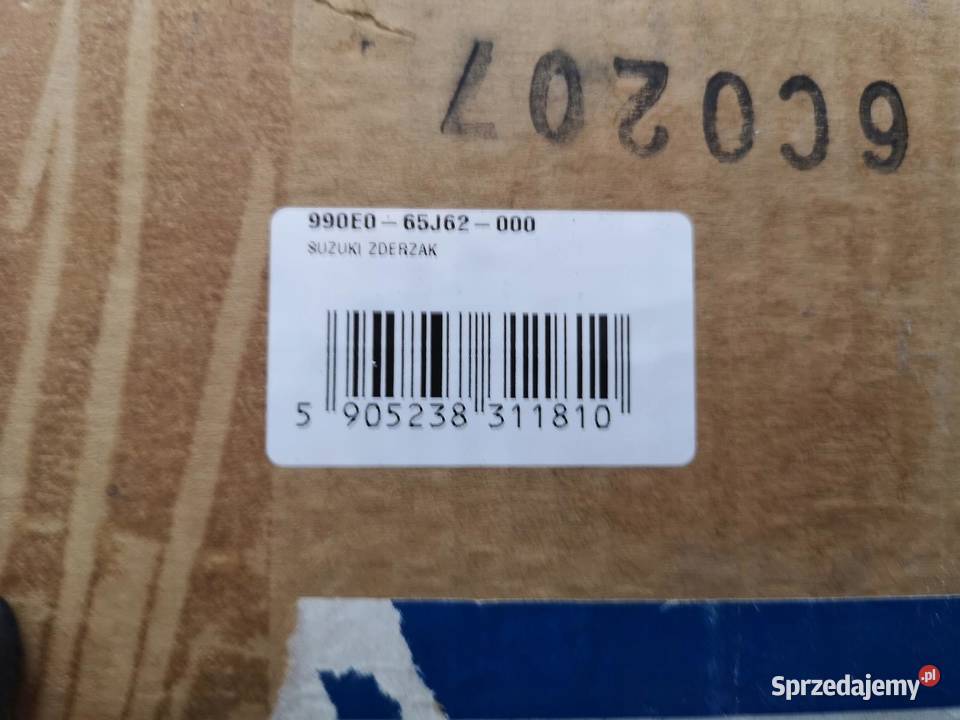 6C0207
990E0-65J62-000
SUZUKI ZDERZAK
5 905238 311810
Sprzedajemy.pl